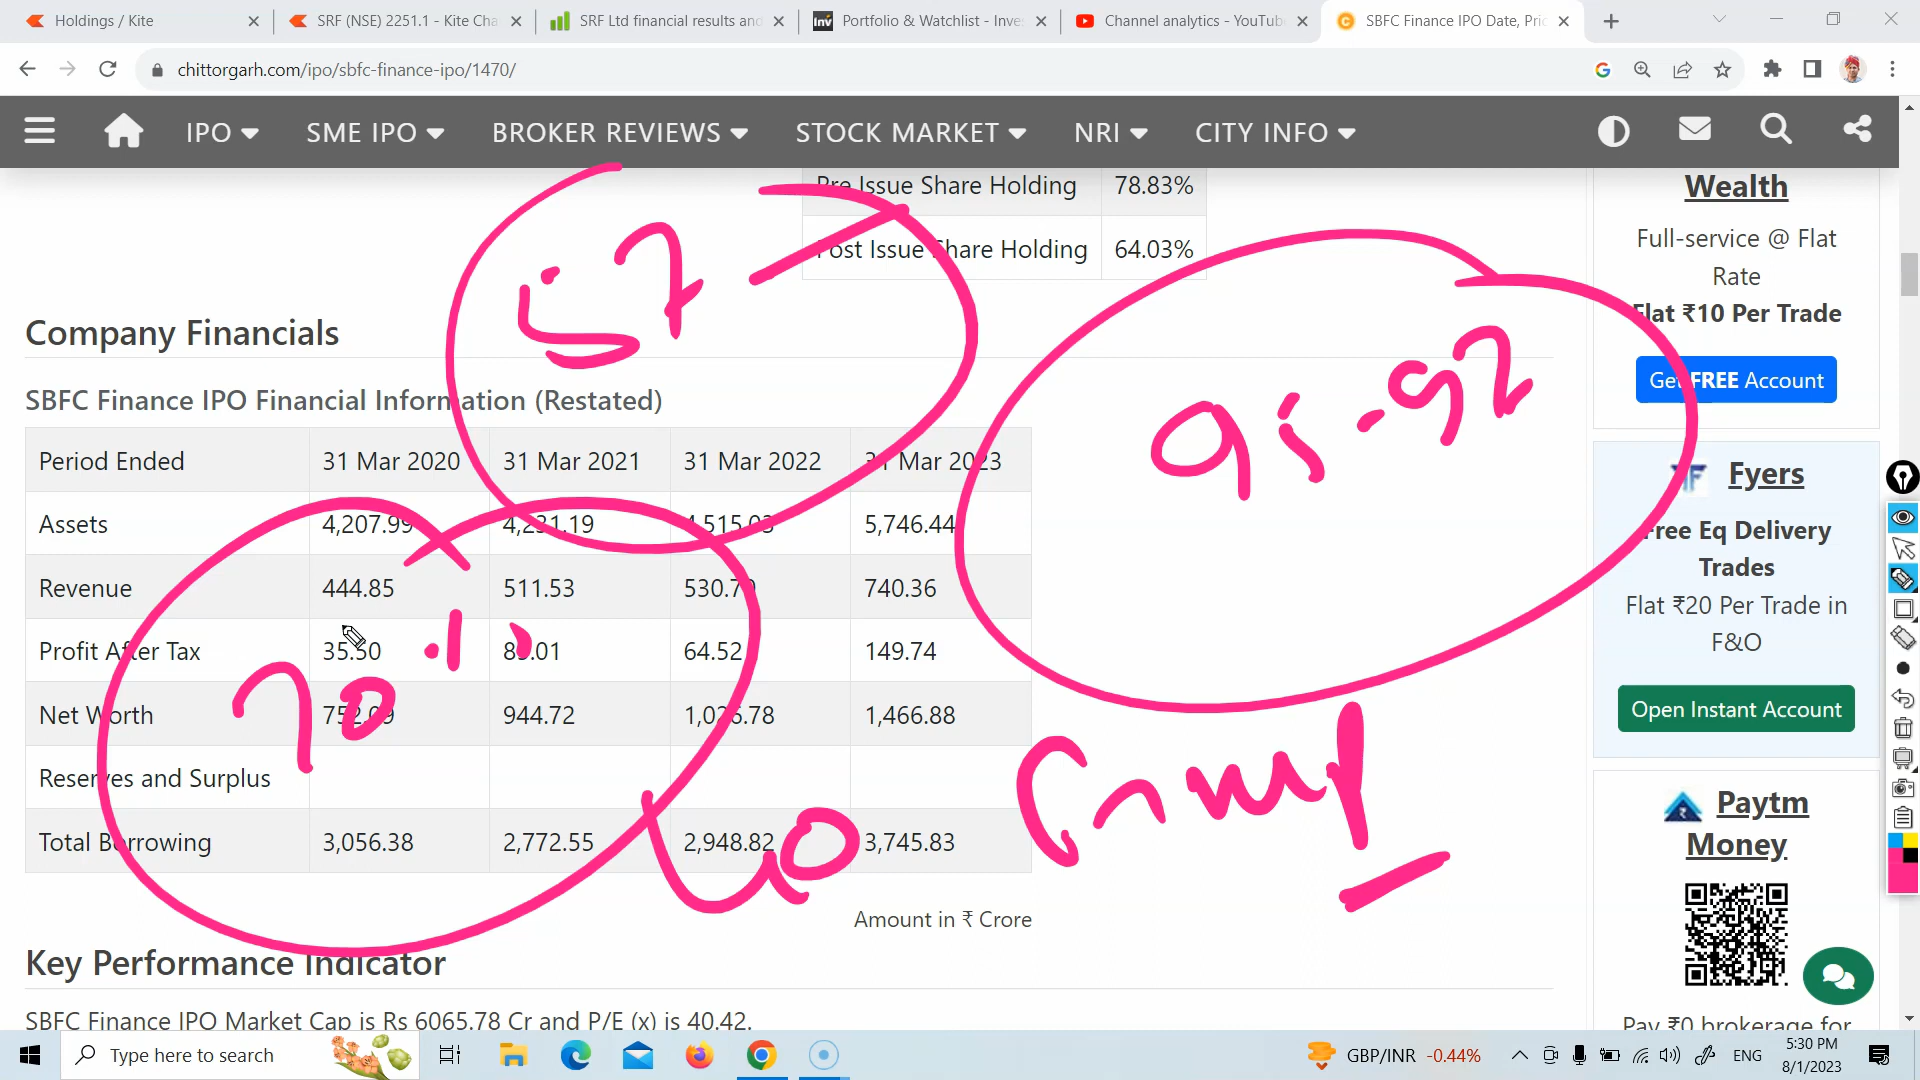 Holdings / Kite
SRF (NSE) 2251.1 - Kite Cha
SRF Ltd financial results and
Portfolio & Watchlist - Inves
Channel analytics - YouTube
SBFC Finance IPO Date, Pric
chittorgarh.com/ipo/sbfc-finance-ipo/1470/
IPO
SME IPO
BROKER REVIEWS
STOCK MARKET
NRI
CITY INFO
Pre Issue Share Holding 78.83%
Post Issue Share Holding 64.03%
57
95-97
Company Financials
SBFC Finance IPO Financial Information (Restated)
Period Ended 31 Mar 2020 31 Mar 2021 31 Mar 2022 31 Mar 2023
Assets 4,207.99 4,231.19 4,515.03 5,746.44
Revenue 444.85 511.53 530.70 740.36
Profit After Tax 35.50 85.01 64.52 149.74
Net Worth 752.09 944.72 1,026.78 1,466.88
Reserves and Surplus
Total Borrowing 3,056.38 2,772.55 2,948.82 3,745.83
70
40
Gmp
Amount in ₹ Crore
Key Performance Indicator
SBFC Finance IPO Market Cap is Rs 6065.78 Cr and P/E (x) is 40.42.
Wealth
Full-service @ Flat
Rate
Flat ₹10 Per Trade
Get FREE Account
Fyers
Free Eq Delivery
Trades
Flat ₹20 Per Trade in
F&O
Open Instant Account
Paytm
Money
Pay ₹0 brokerage for
Type here to search
GBP/INR -0.44%
ENG
5:30 PM
8/1/2023